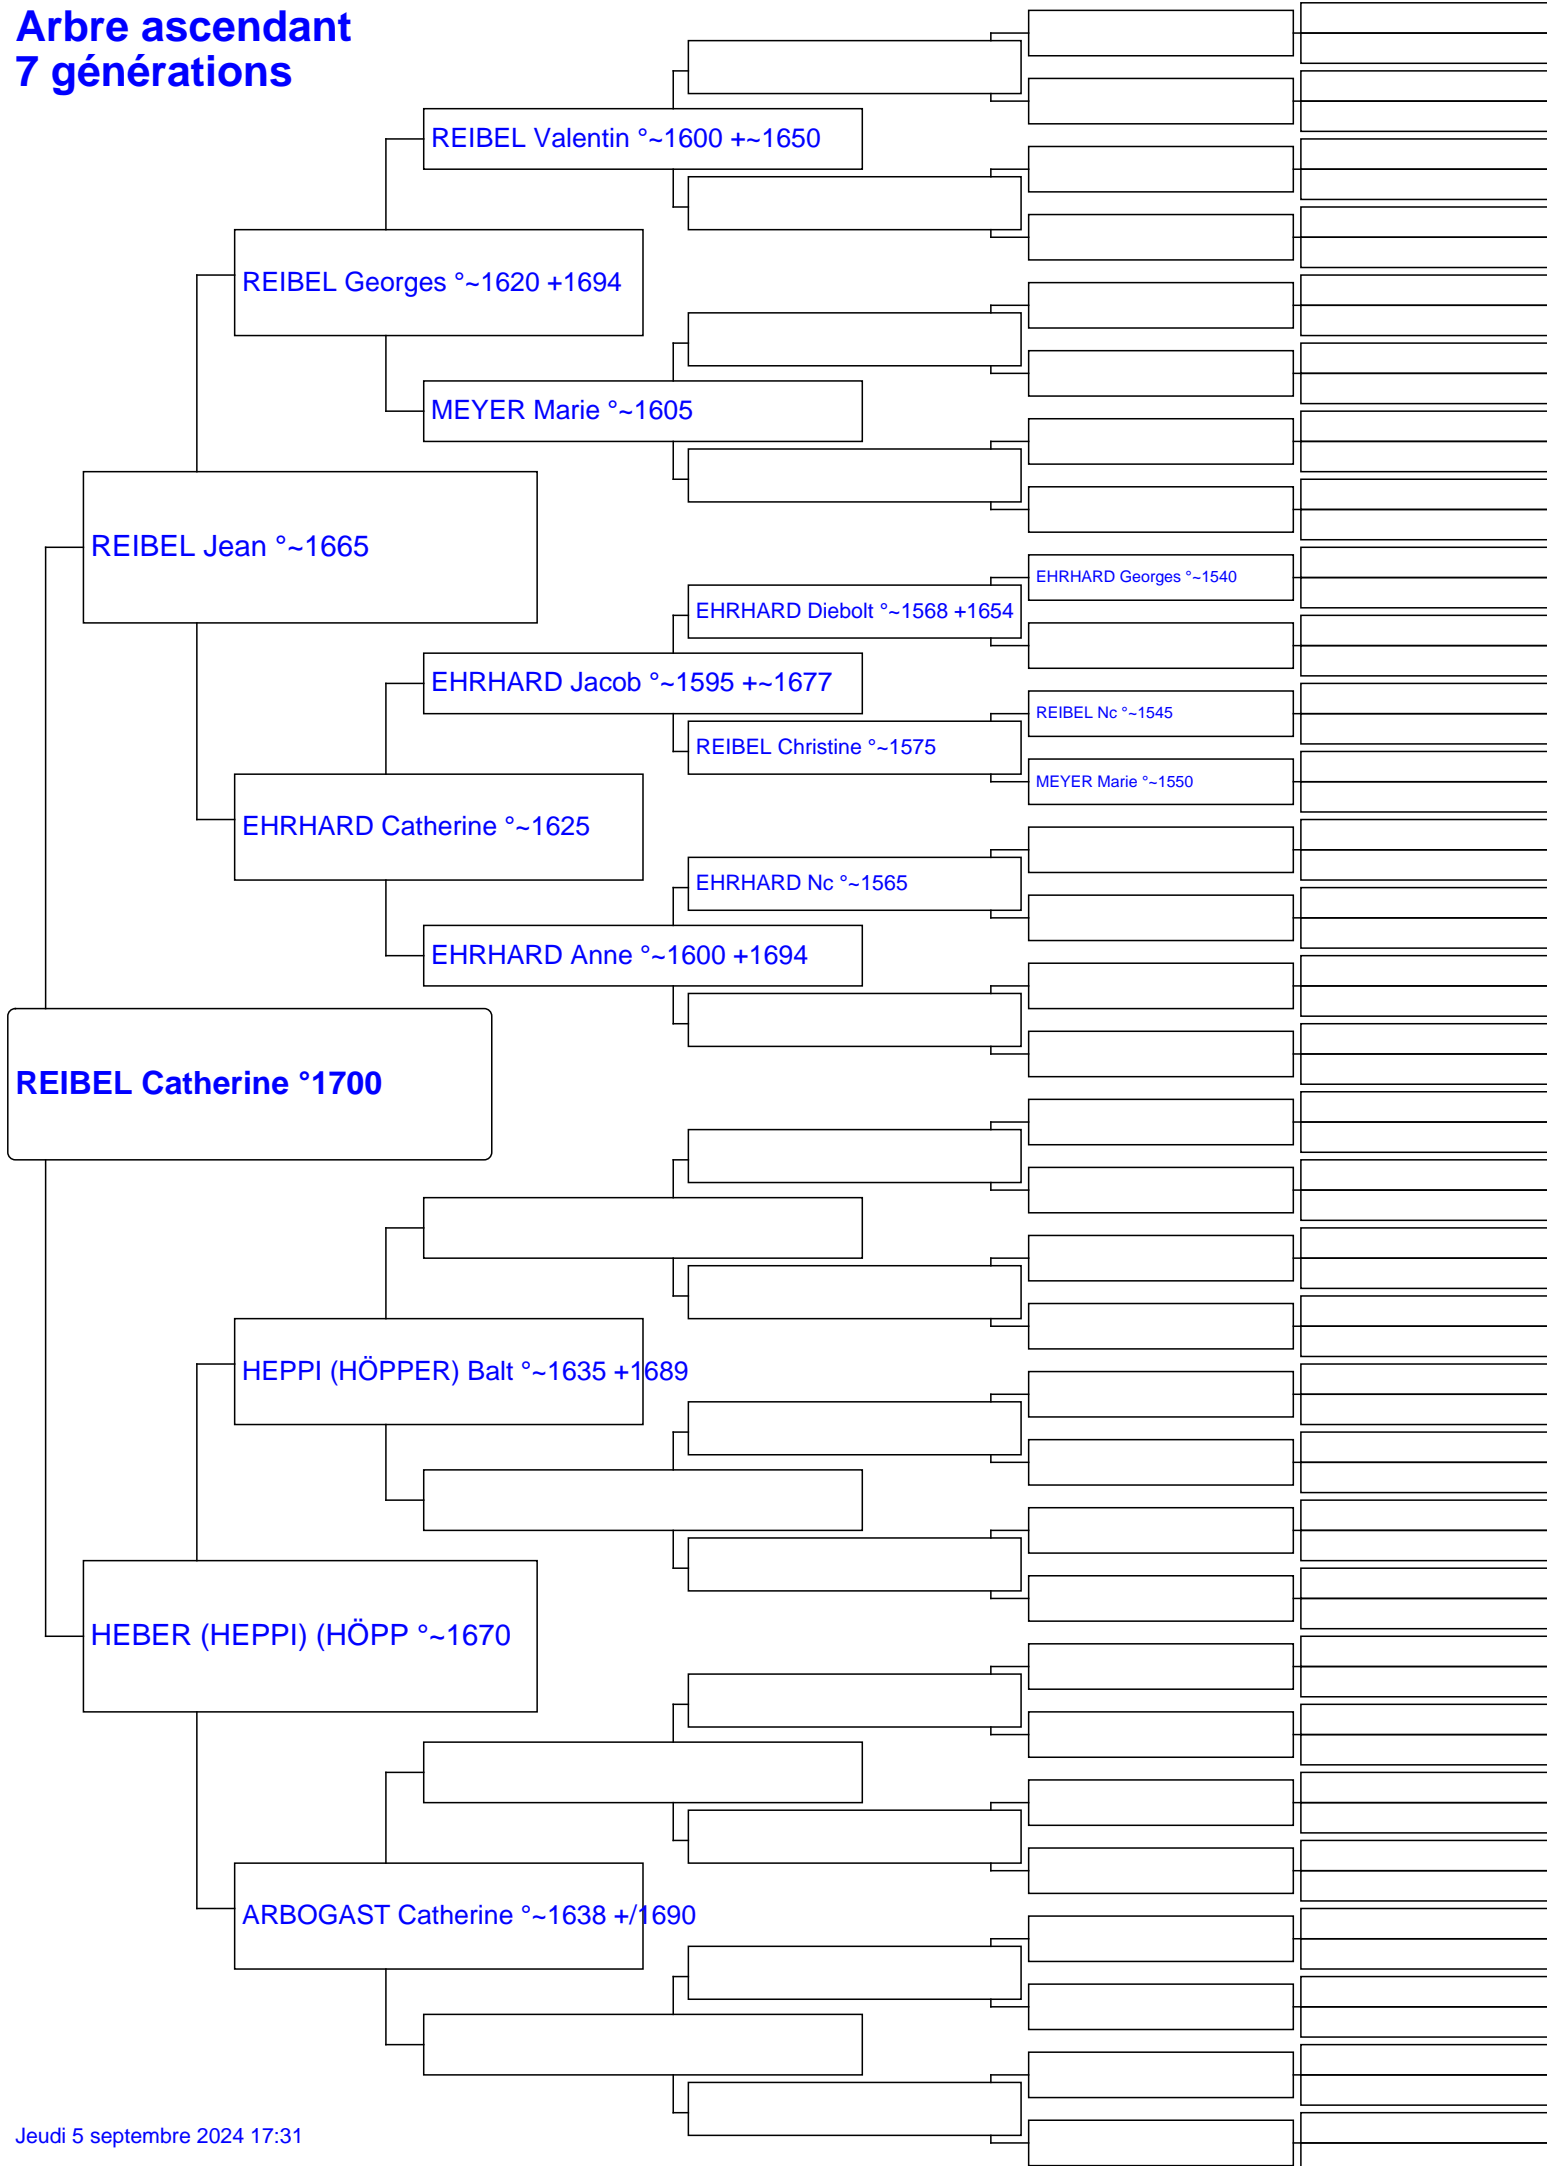 Arbre ascendant
7 générations
REIBEL Valentin °~1600 +~1650
REIBEL Georges °~1620 +1694
MEYER Marie °~1605
REIBEL Jean °~1665
EHRHARD Georges °~1540
EHRHARD Diebolt °~1568 +1654
EHRHARD Jacob °~1595 +~1677
REIBEL Nc °~1545
REIBEL Christine °~1575
MEYER Marie °~1550
EHRHARD Catherine °~1625
EHRHARD Nc °~1565
EHRHARD Anne °~1600 +1694
REIBEL Catherine °1700
HEPPI (HÖPPER) Balt °~1635 +1689
HEBER (HEPPI) (HÖPP °~1670
ARBOGAST Catherine °~1638 +/1690
Jeudi 5 septembre 2024 17:31